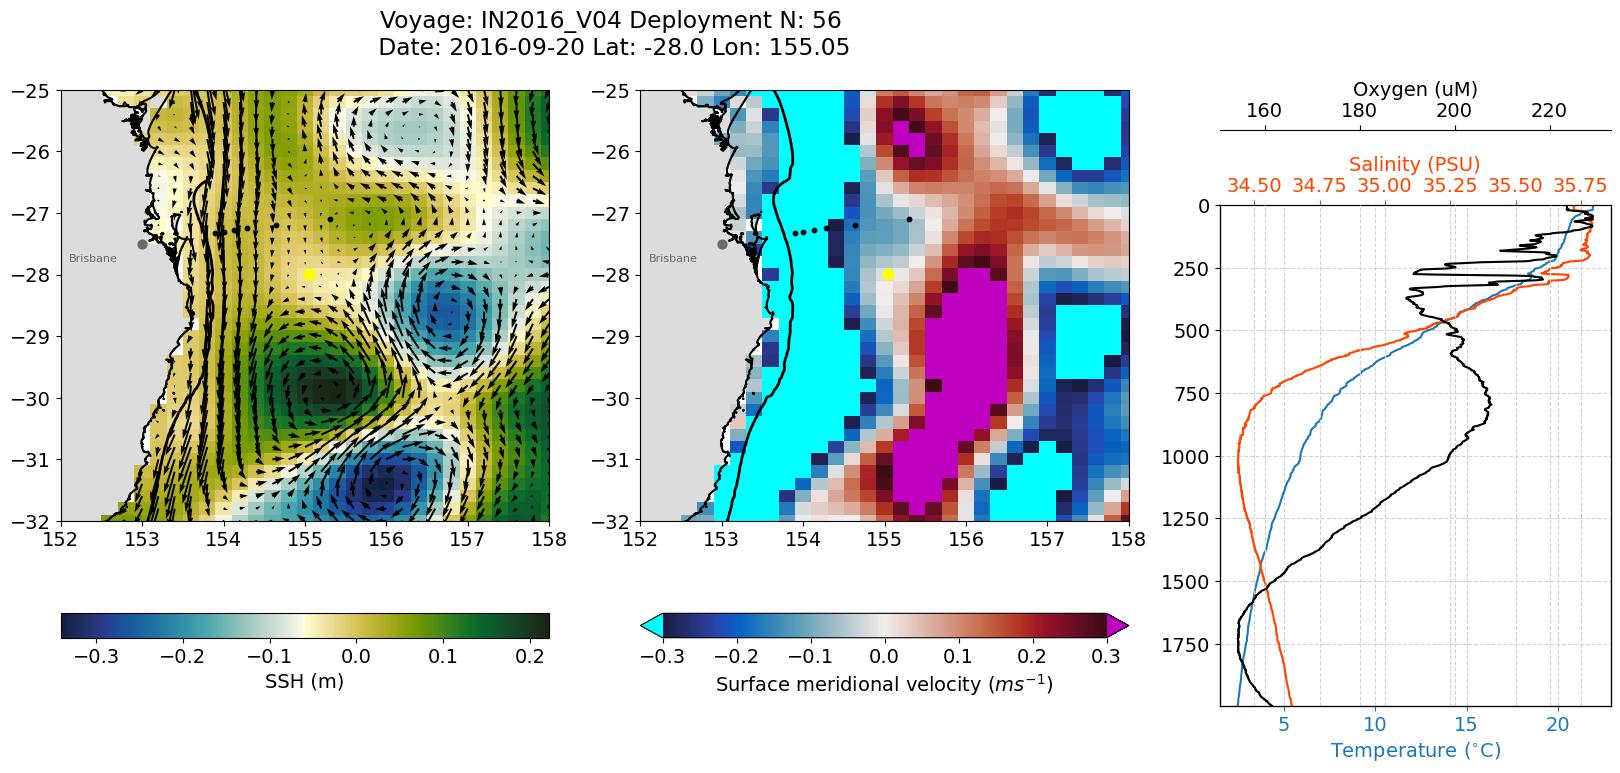 Voyage: IN2016_V04 Deployment N: 56
Date: 2016-09-20 Lat: -28.0 Lon: 155.05
−25
−26
−27
−28
−29
−30
−31
−32
152 153 154 155 156 157 158
Brisbane
−0.3 −0.2 −0.1 0.0 0.1 0.2
SSH (m)
−25
−26
−27
−28
−29
−30
−31
−32
152 153 154 155 156 157 158
Brisbane
−0.3 −0.2 −0.1 0.0 0.1 0.2 0.3
Surface meridional velocity (ms⁻¹)
Oxygen (uM)
160 180 200 220
Salinity (PSU)
34.50 34.75 35.00 35.25 35.50 35.75
0
250
500
750
1000
1250
1500
1750
5 10 15 20
Temperature (°C)